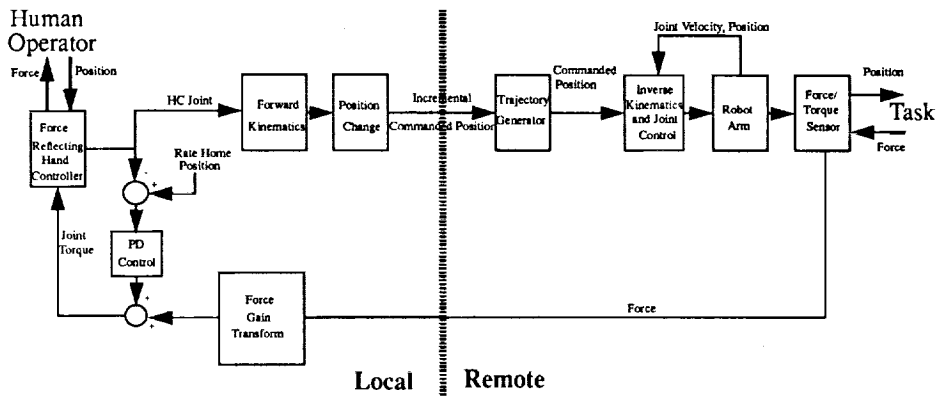 Human
Operator
Force
Position
HC Joint
Force
Reflecting
Hand
Controller
Forward
Kinematics
Position
Change
Incremental
Commanded Position
Trajectory
Generator
Commanded
Position
Joint Velocity, Position
Inverse
Kinematics
and Joint
Control
Robot
Arm
Force/
Torque
Sensor
Position
Task
Force
Rate Home
Position
-
+
PD
Control
Joint
Torque
+
+
Force
Gain
Transform
Force
Local
Remote